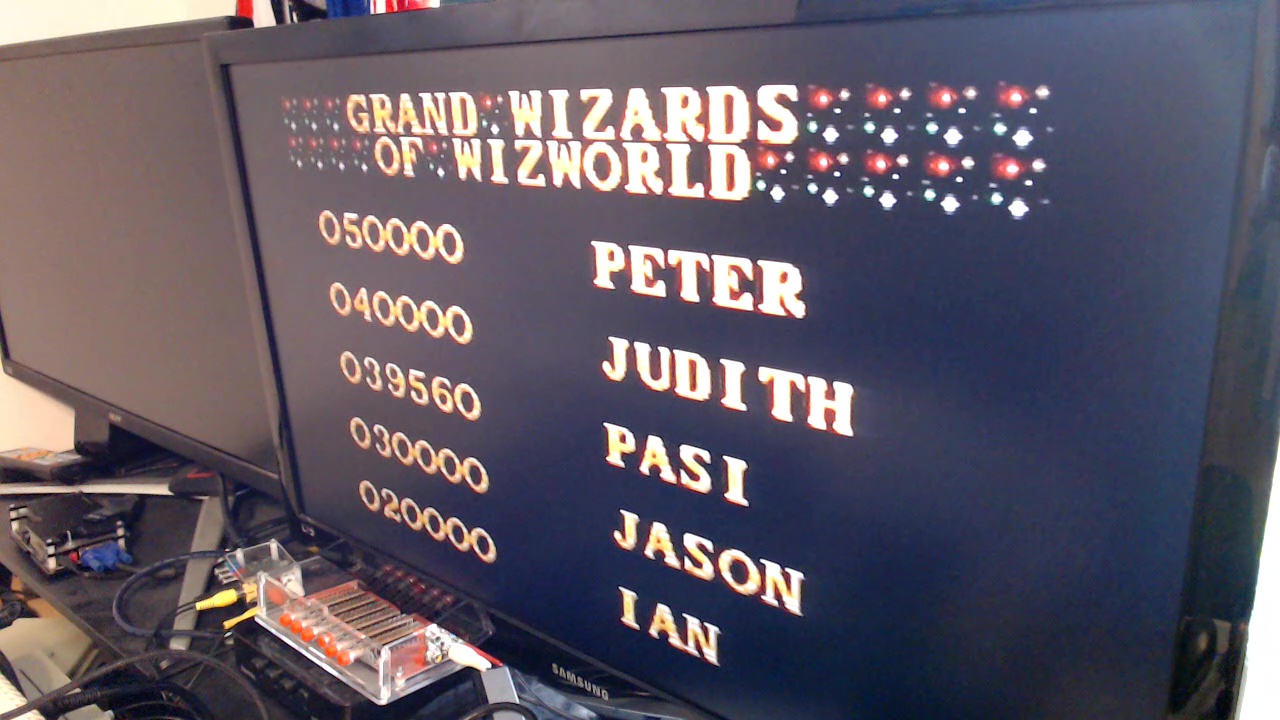 GRAND WIZARDS
OF WIZWORLD
050000 PETER
040000 JUDITH
039560 PASI
030000 JASON
020000 IAN
SAMSUNG